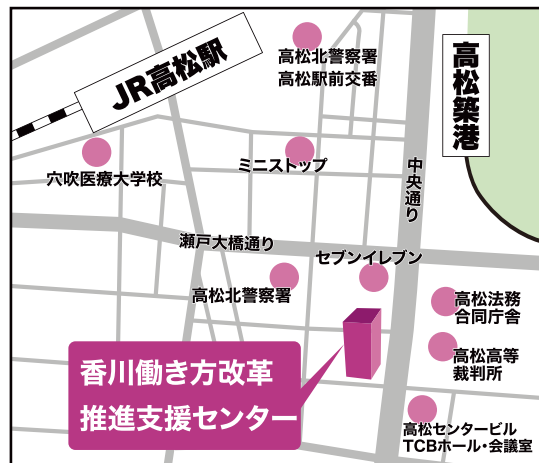 JR高松駅
高松北警察署
高松駅前交番
高松築港
穴吹医療大学校
ミニストップ
中央通り
瀬戸大橋通り
セブンイレブン
高松北警察署
高松法務
合同庁舎
高松高等
裁判所
香川働き方改革
推進支援センター
高松センタービル
TCBホール・会議室